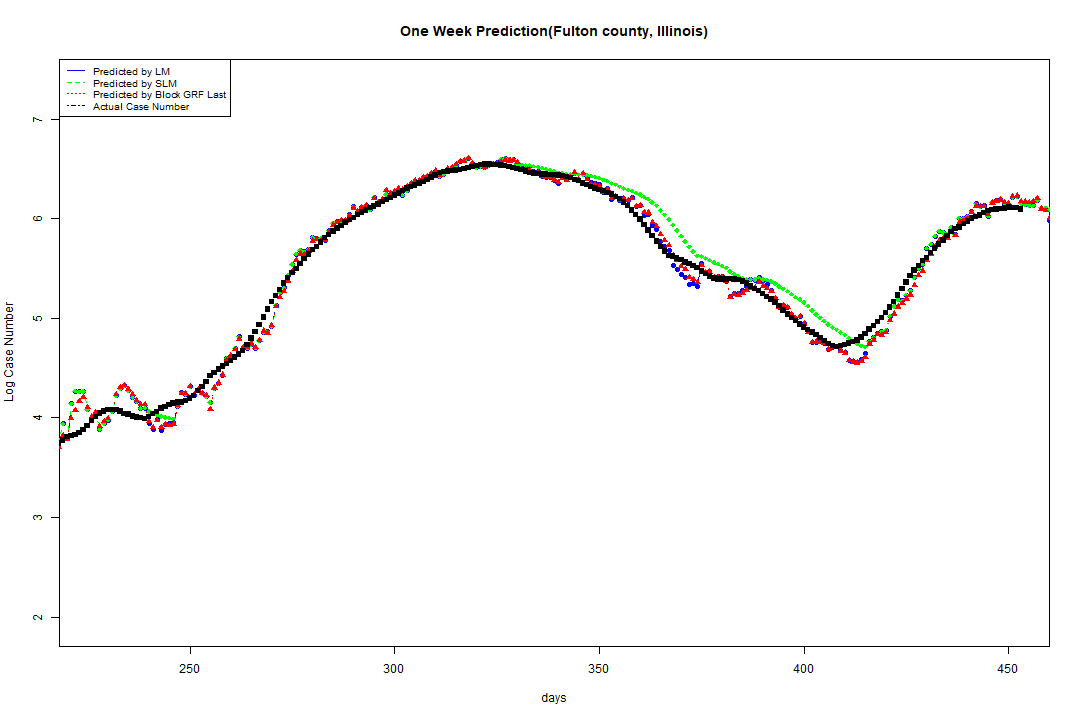 One Week Prediction(Fulton county, Illinois)
Predicted by LM
Predicted by SLM
Predicted by Block GRF Last
Actual Case Number
7
6
5
4
3
2
Log Case Number
250 300 350 400 450
days